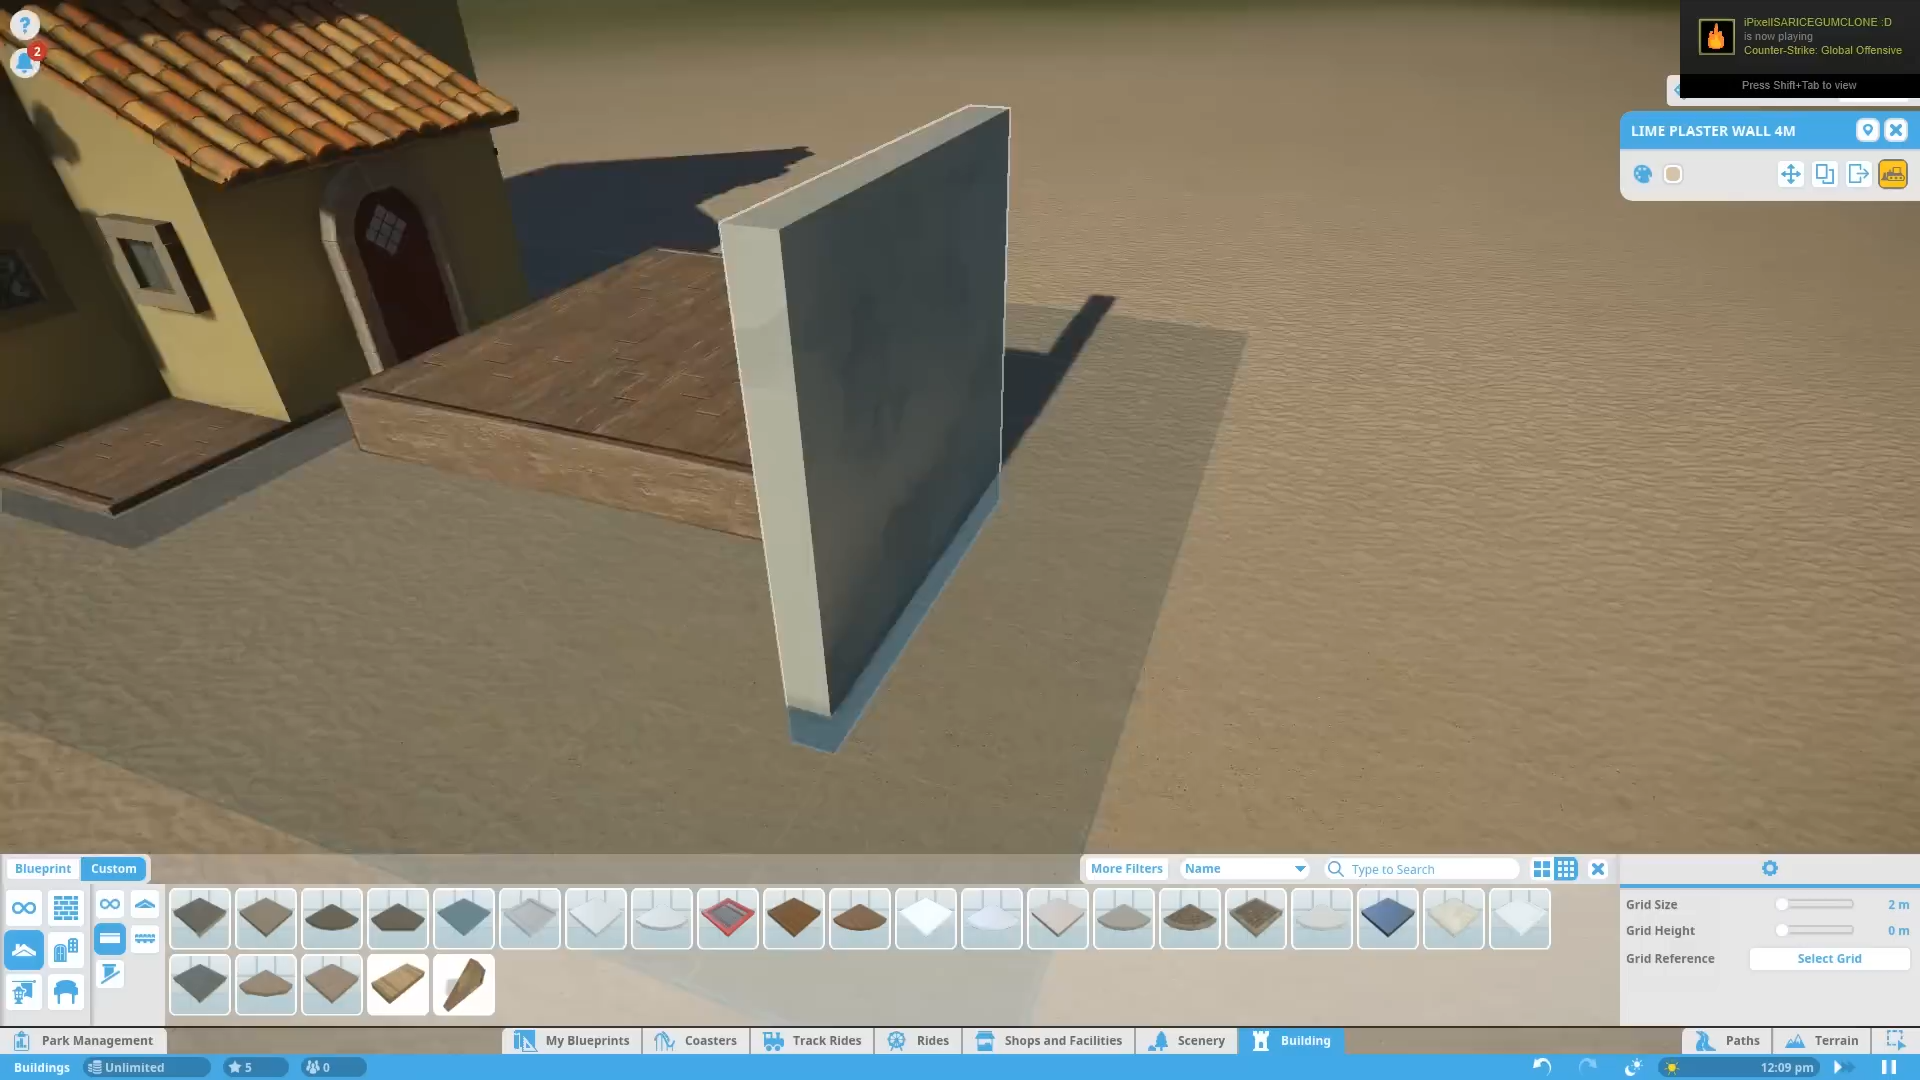 2
iPixelISARICEGUMCLONE :D
is now playing
Counter-Strike: Global Offensive
Press Shift+Tab to view
LIME PLASTER WALL 4M
Blueprint
Custom
More Filters
Name
Type to Search
Grid Size
2 m
Grid Height
0 m
Grid Reference
Select Grid
Park Management
My Blueprints
Coasters
Track Rides
Rides
Shops and Facilities
Scenery
Building
Paths
Terrain
Buildings
Unlimited
5
0
12:09 pm